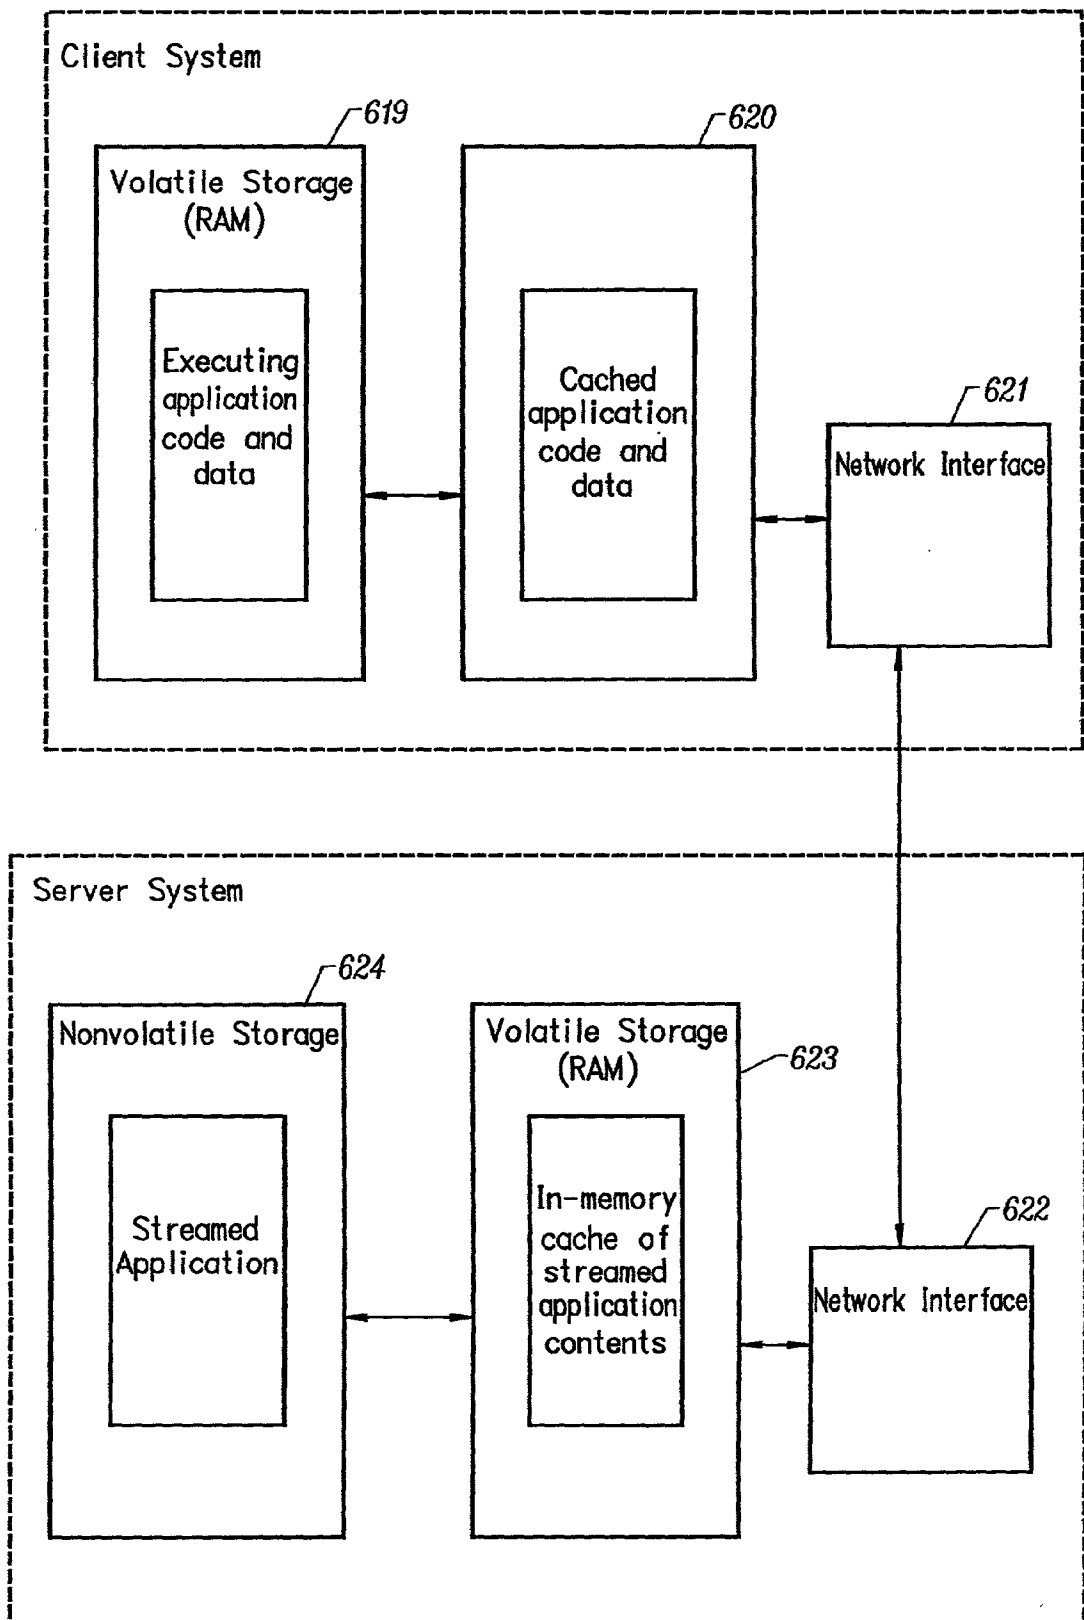 Client System
619
Volatile Storage
(RAM)
Executing
application
code and
data
620
Cached
application
code and
data
621
Network Interface
Server System
624
Nonvolatile Storage
Streamed
Application
Volatile Storage
(RAM)
623
In-memory
cache of
streamed
application
contents
622
Network Interface